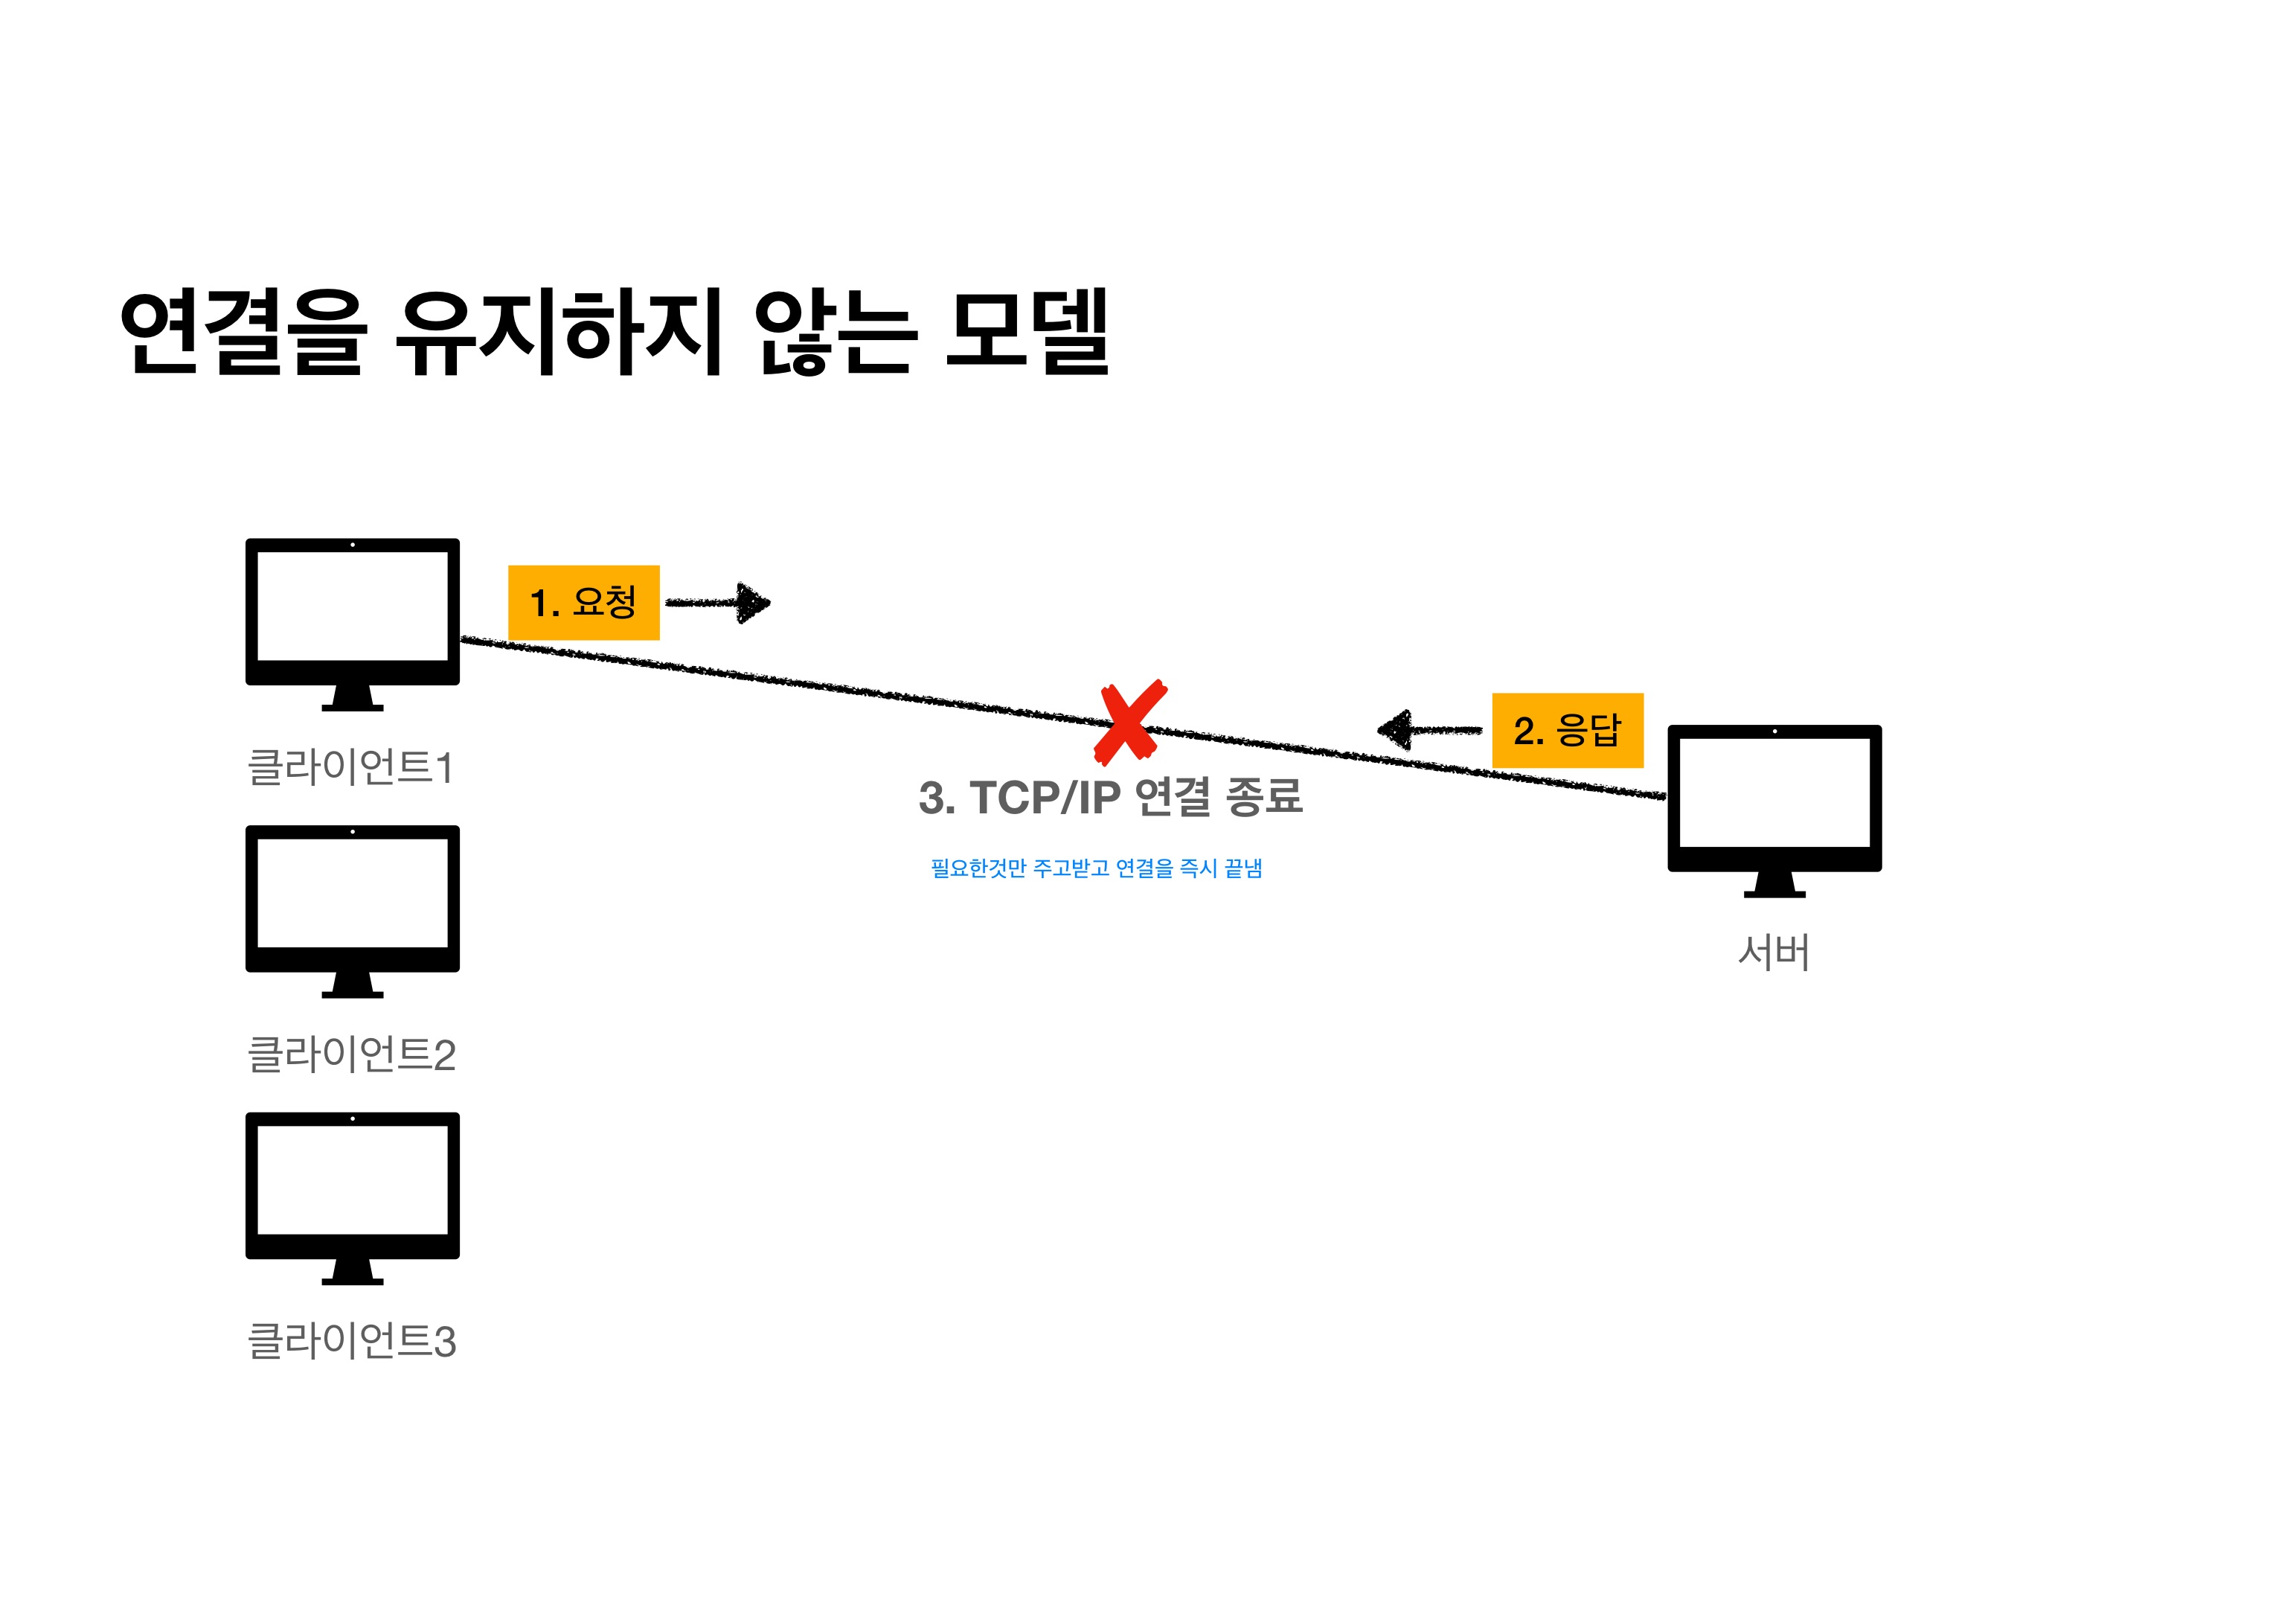 연결을 유지하지 않는 모델
1. 요청
2. 응답
클라이언트1
3. TCP/IP 연결 종료
필요한것만 주고받고 연결을 즉시 끝냄
서버
클라이언트2
클라이언트3